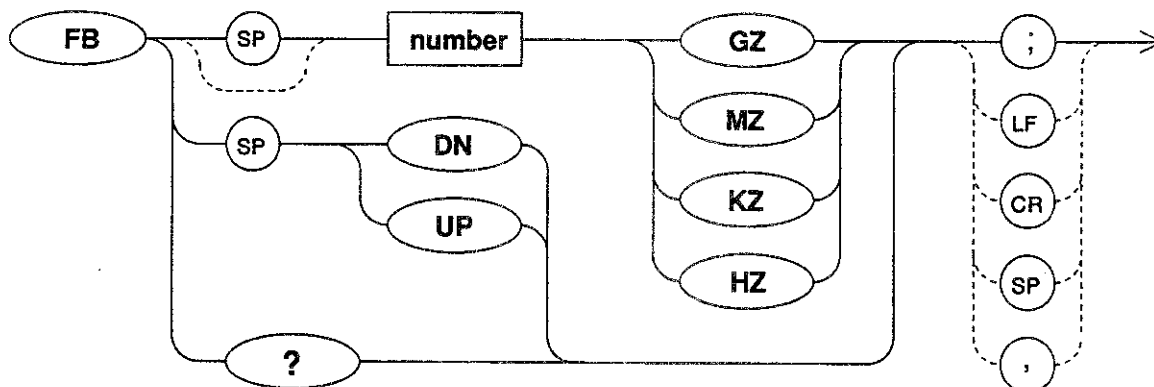 FB SP number GZ ;
MZ LF
SP DN
KZ CR
UP
HZ SP
? ,